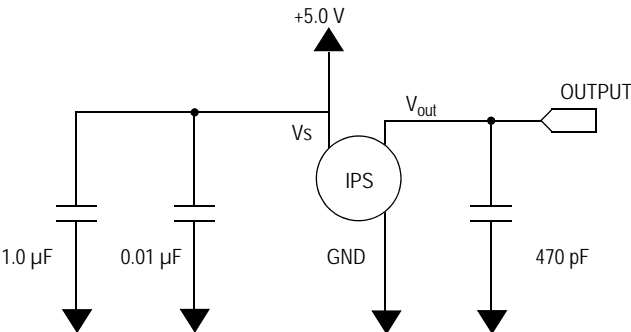 +5.0 V
OUTPUT
Vout
Vs
IPS
1.0 µF
0.01 µF
GND
470 pF